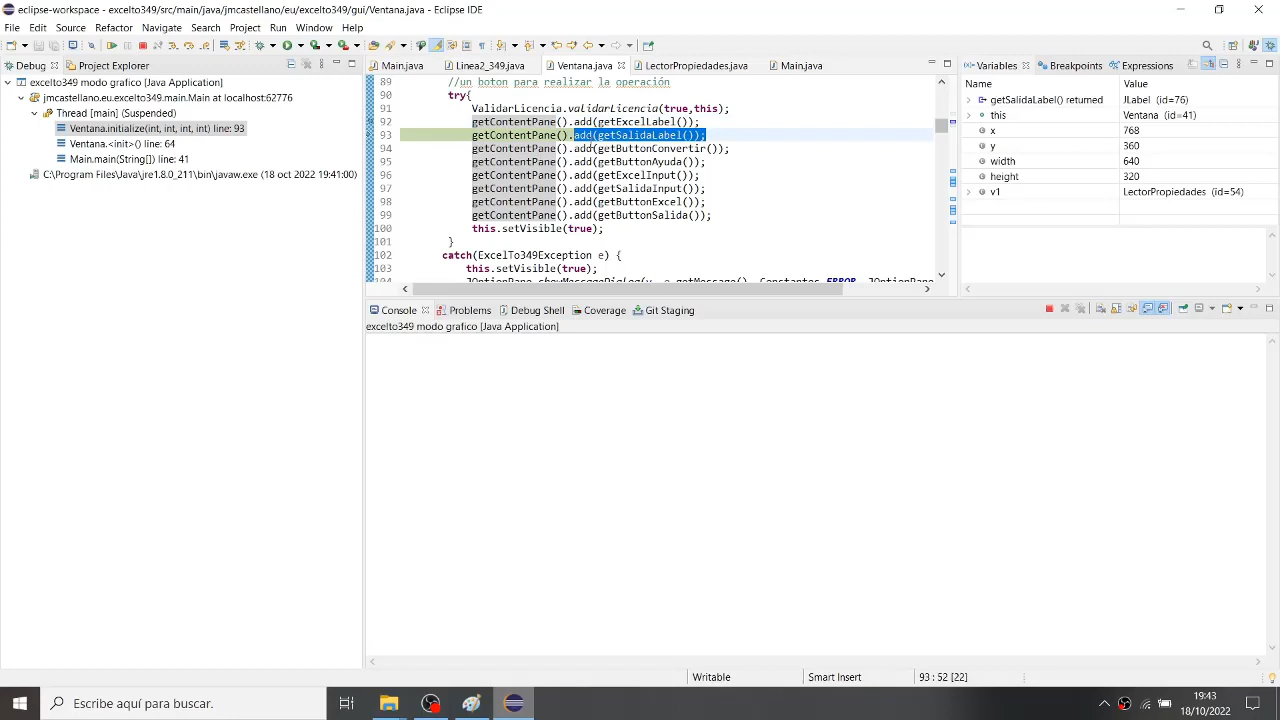 eclipse-workspace - excelto349/src/main/java/jmcastellano/eu/excelto349/gui/Ventana.java - Eclipse IDE
File Edit Source Refactor Navigate Search Project Run Window Help
Debug Project Explorer
excelto349 modo grafico [Java Application]
jmcastellano.eu.excelto349.main.Main at localhost:62776
Thread [main] (Suspended)
Ventana.initialize(int, int, int, int) line: 93
Ventana.<init>() line: 64
Main.main(String[]) line: 41
C:\Program Files\Java\jre1.8.0_211\bin\javaw.exe (18 oct 2022 19:41:00)
Main.java Linea2_349.java Ventana.java LectorPropiedades.java Main.java
89 //un boton para realizar la operación
90 try{
91 ValidarLicencia.validarLicencia(true,this);
92 getContentPane().add(getExcelLabel());
93 getContentPane().add(getSalidaLabel());
94 getContentPane().add(getButtonConvertir());
95 getContentPane().add(getButtonAyuda());
96 getContentPane().add(getExcelInput());
97 getContentPane().add(getSalidaInput());
98 getContentPane().add(getButtonExcel());
99 getContentPane().add(getButtonSalida());
100 this.setVisible(true);
101 }
102 catch(ExcelTo349Exception e) {
103 this.setVisible(true);
Variables Breakpoints Expressions
Name Value
getSalidaLabel() returned JLabel (id=76)
this Ventana (id=41)
x 768
y 360
width 640
height 320
v1 LectorPropiedades (id=54)
Console Problems Debug Shell Coverage Git Staging
excelto349 modo grafico [Java Application]
Writable Smart Insert 93 : 52 [22]
Escribe aquí para buscar.
19:43
18/10/2022